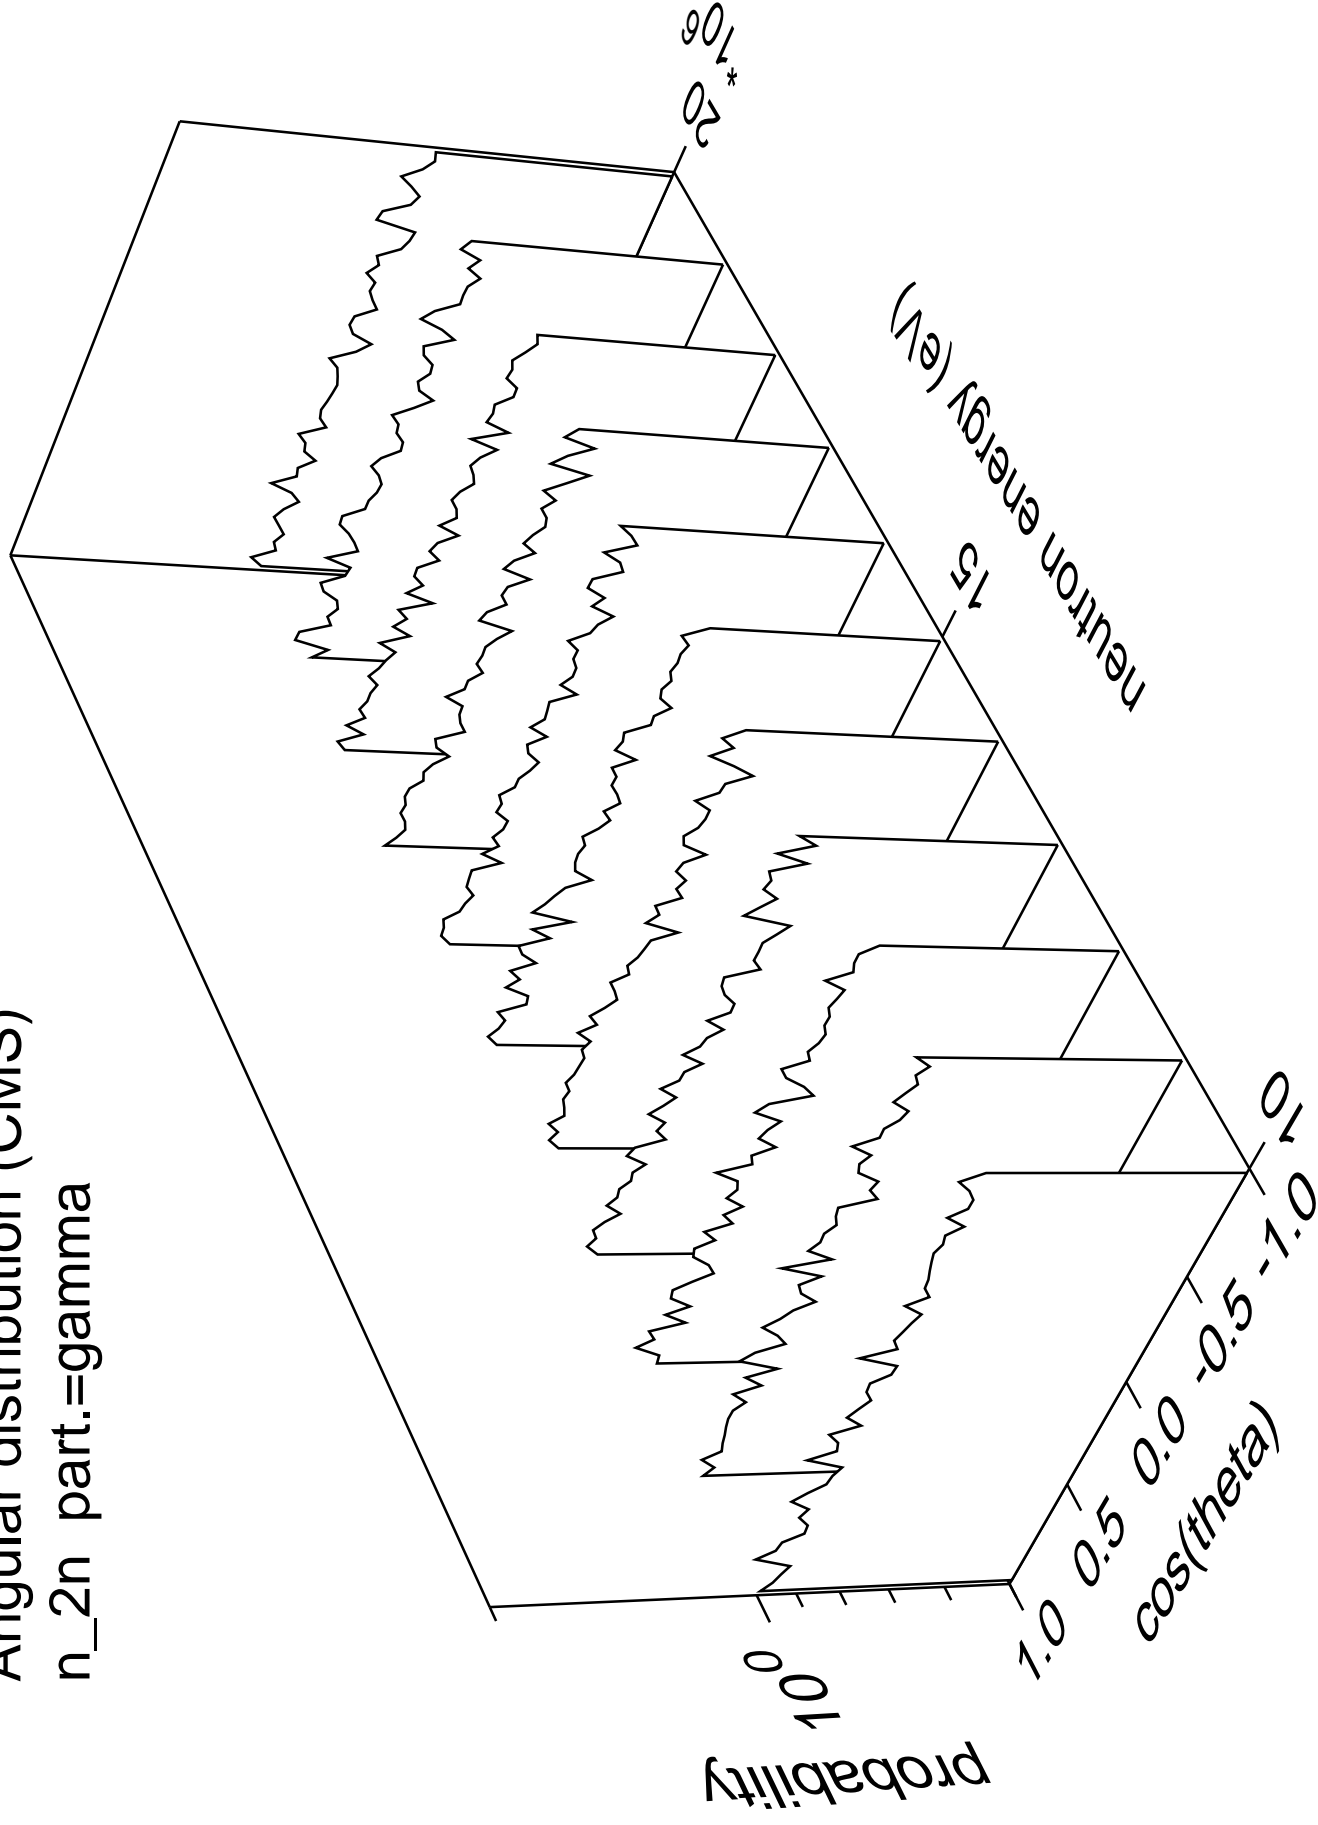 Angular distribution (CMS)
n_2n part.=gamma
probability
10^0
1.0 0.5 0.0 -0.5 -1.0
cos(theta)
10 15 20
*10^6
neutron energy (eV)